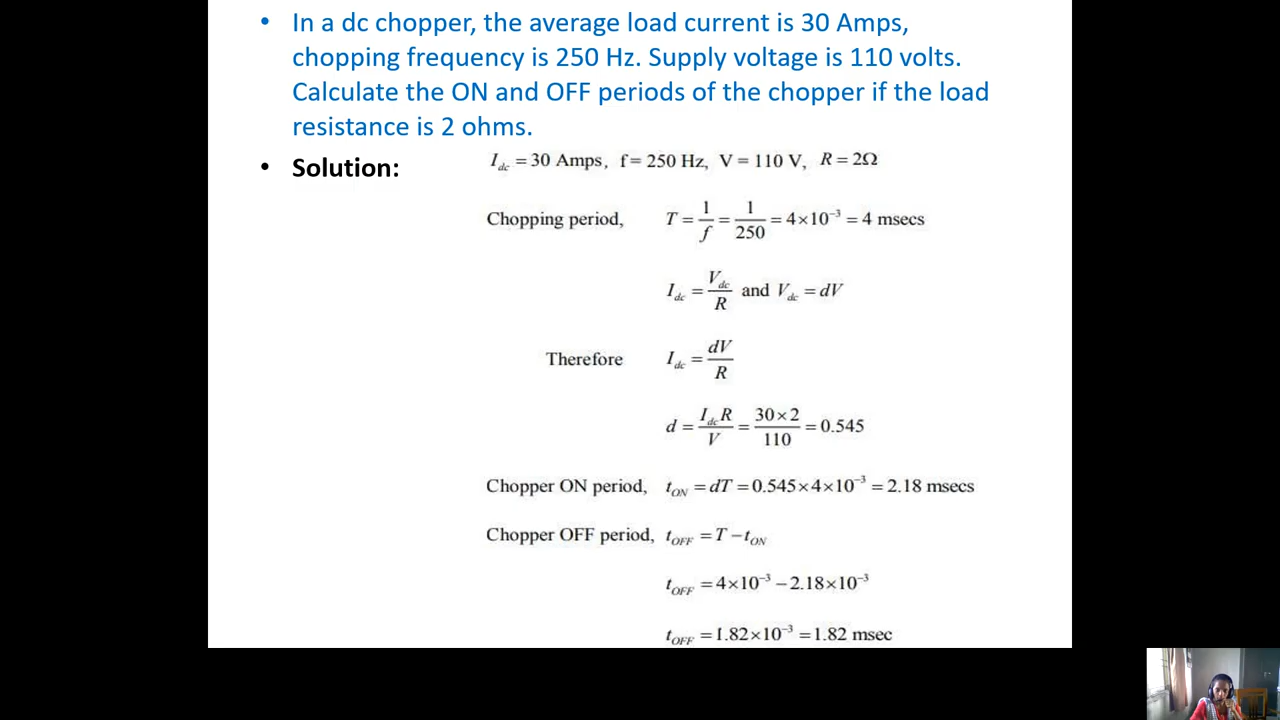 • In a dc chopper, the average load current is 30 Amps,
chopping frequency is 250 Hz. Supply voltage is 110 volts.
Calculate the ON and OFF periods of the chopper if the load
resistance is 2 ohms.
• Solution: I_dc = 30 Amps, f = 250 Hz, V = 110 V, R = 2Ω
Chopping period, T = 1/f = 1/250 = 4×10⁻³ = 4 msecs
I_dc = V_dc/R and V_dc = dV
Therefore I_dc = dV/R
d = I_dc R/V = 30×2/110 = 0.545
Chopper ON period, t_ON = dT = 0.545×4×10⁻³ = 2.18 msecs
Chopper OFF period, t_OFF = T − t_ON
t_OFF = 4×10⁻³ − 2.18×10⁻³
t_OFF = 1.82×10⁻³ = 1.82 msec